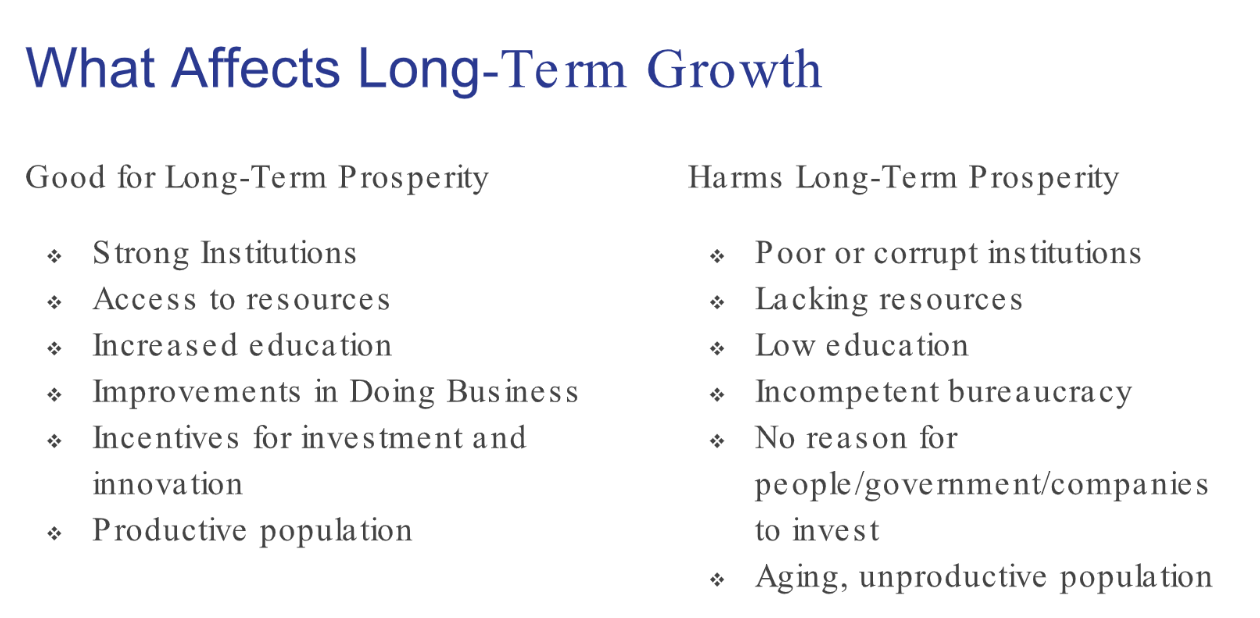 What Affects Long-Term Growth
Good for Long-Term Prosperity
❖ Strong Institutions
❖ Access to resources
❖ Increased education
❖ Improvements in Doing Business
❖ Incentives for investment and
innovation
❖ Productive population
Harms Long-Term Prosperity
❖ Poor or corrupt institutions
❖ Lacking resources
❖ Low education
❖ Incompetent bureaucracy
❖ No reason for
people/government/companies
to invest
❖ Aging, unproductive population